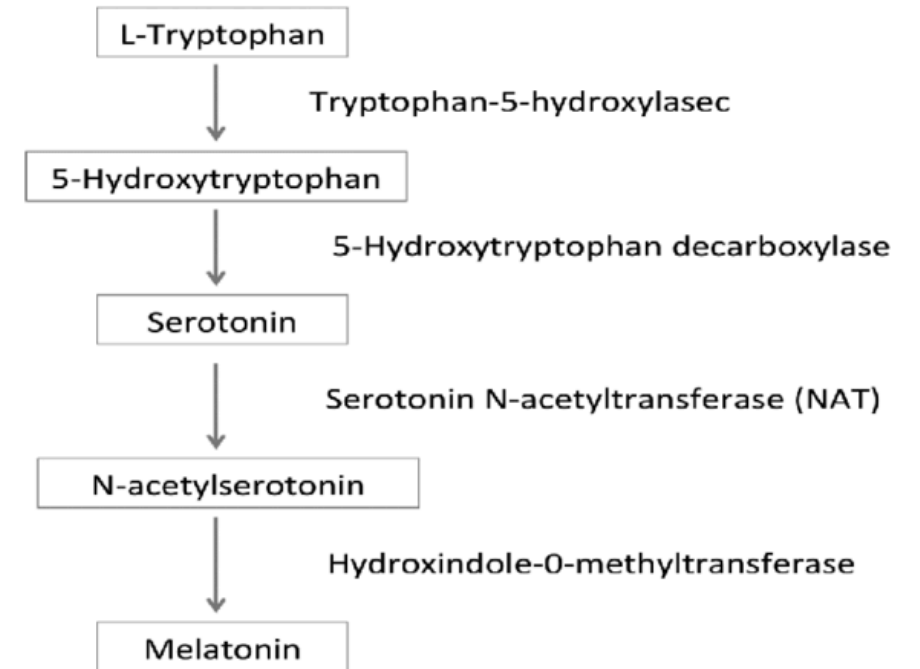 L-Tryptophan
Tryptophan-5-hydroxylasec
5-Hydroxytryptophan
5-Hydroxytryptophan decarboxylase
Serotonin
Serotonin N-acetyltransferase (NAT)
N-acetylserotonin
Hydroxindole-0-methyltransferase
Melatonin